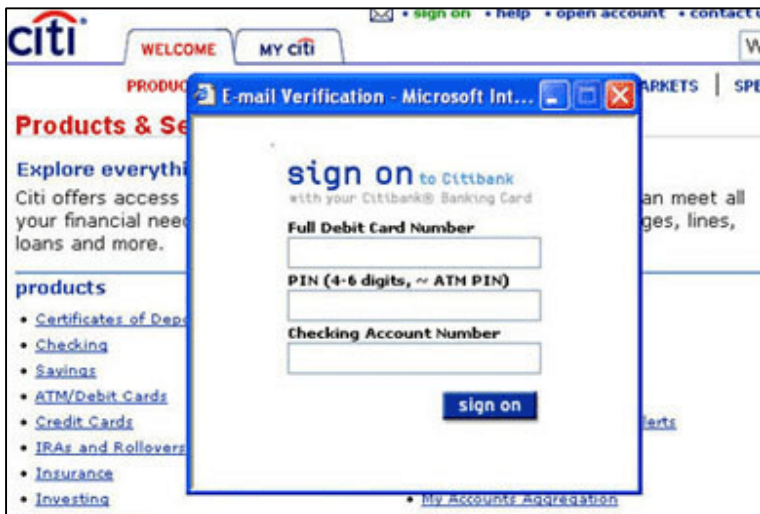 citi
• sign on • help • open account • contact
WELCOME
MY citi
W
PRODUC
ARKETS | SPE
E-mail Verification - Microsoft Int...
Products & Se
Explore everythi
Citi offers access
an meet all
your financial need
ges, lines,
loans and more.
sign on to Citibank
with your Citibank® Banking Card
Full Debit Card Number
PIN (4-6 digits, ~ ATM PIN)
Checking Account Number
sign on
products
• Certificates of Depo
• Checking
• Savings
• ATM/Debit Cards
• Credit Cards
lerts
• IRAs and Rollovers
• Insurance
• Investing
• My Accounts Aggregation